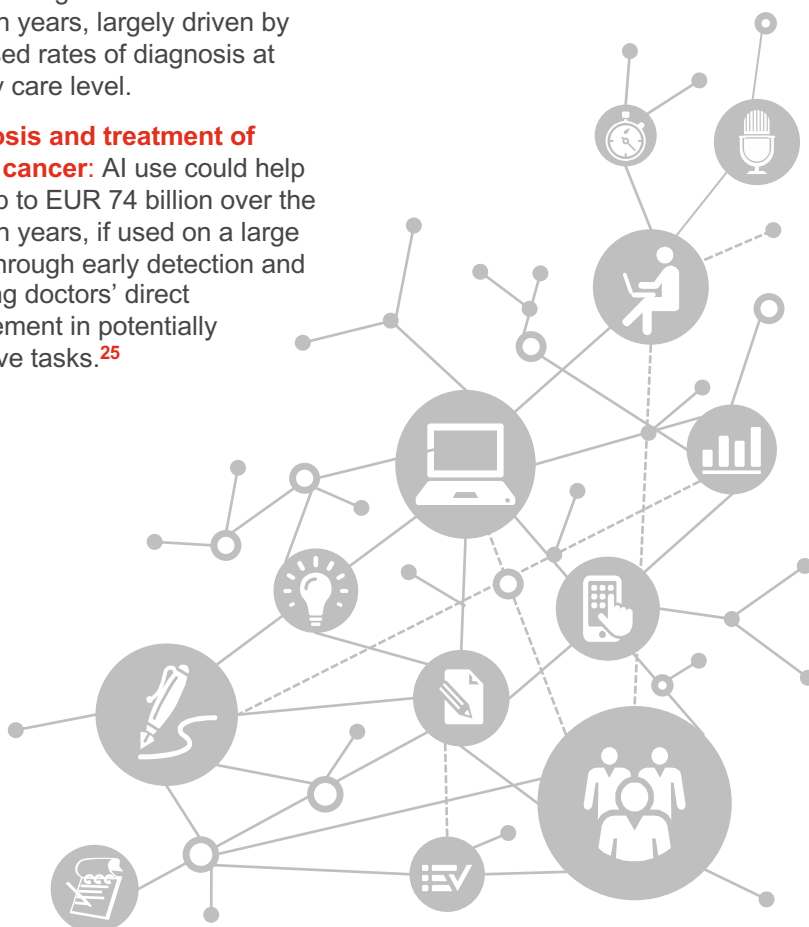 n years, largely driven by
sed rates of diagnosis at
y care level.
osis and treatment of
cancer: AI use could help
p to EUR 74 billion over the
n years, if used on a large
hrough early detection and
ng doctors’ direct
ement in potentially
ve tasks.25